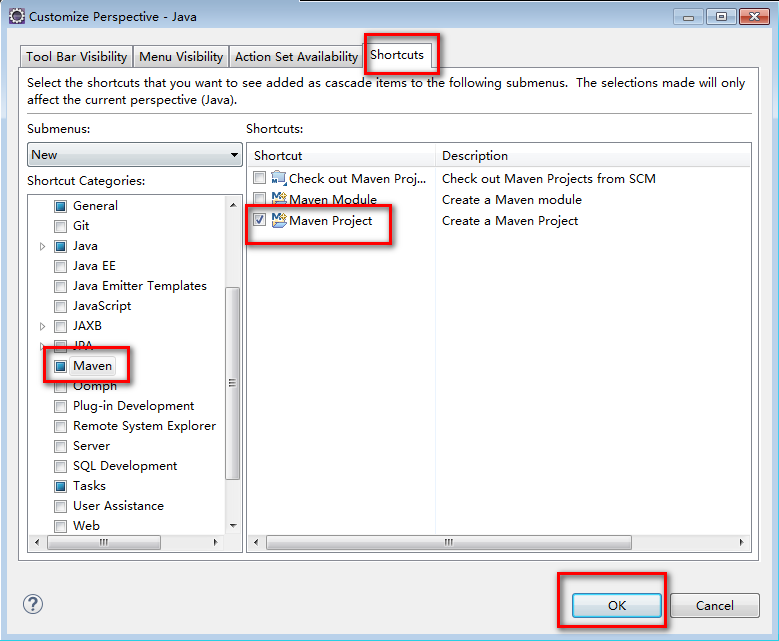 Customize Perspective - Java
Tool Bar Visibility
Menu Visibility
Action Set Availability
Shortcuts
Select the shortcuts that you want to see added as cascade items to the following submenus.  The selections made will only
affect the current perspective (Java).
Submenus:
New
Shortcut Categories:
General
Git
Java
Java EE
Java Emitter Templates
JavaScript
JAXB
JPA
Maven
Oomph
Plug-in Development
Remote System Explorer
Server
SQL Development
Tasks
User Assistance
Web
Shortcuts:
Shortcut Description
Check out Maven Proj... Check out Maven Projects from SCM
Maven Module Create a Maven module
Maven Project Create a Maven Project
?
OK
Cancel